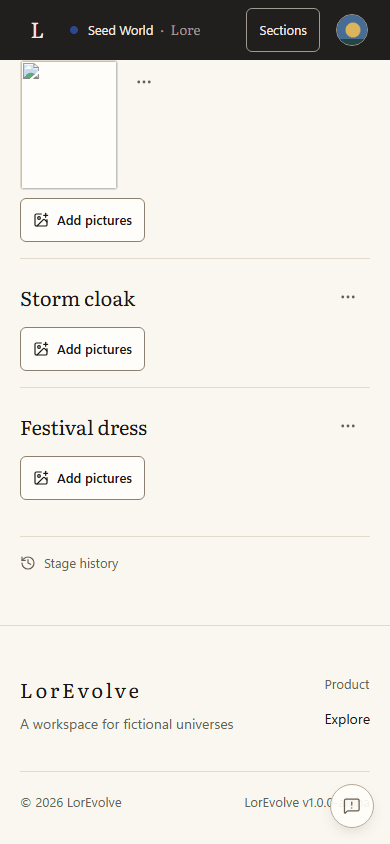 L
Seed World · Lore
Sections
Add pictures
Storm cloak
Add pictures
Festival dress
Add pictures
Stage history
LorEvolve
A workspace for fictional universes
Product
Explore
© 2026 LorEvolve
LorEvolve v1.0.0